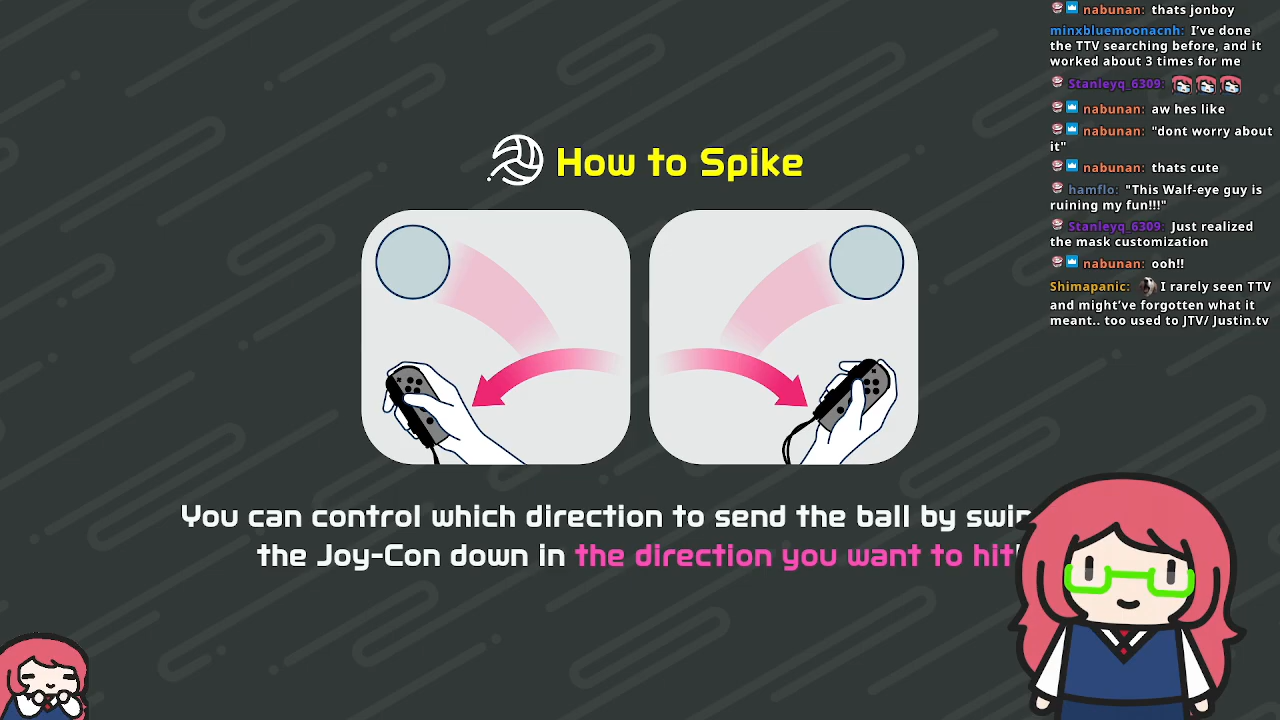 nabunan: thats jonboy
minxbluemoonacnh: I've done
the TTV searching before, and it
worked about 3 times for me
Stanleyq_6309:
nabunan: aw hes like
nabunan: "dont worry about
it"
nabunan: thats cute
hamflo: "This Walf-eye guy is
ruining my fun!!!"
Stanleyq_6309: Just realized
the mask customization
nabunan: ooh!!
Shimapanic: I rarely seen TTV
and might've forgotten what it
meant.. too used to JTV/ Justin.tv
How to Spike
You can control which direction to send the ball by
the Joy-Con down in the direction you want to hit!